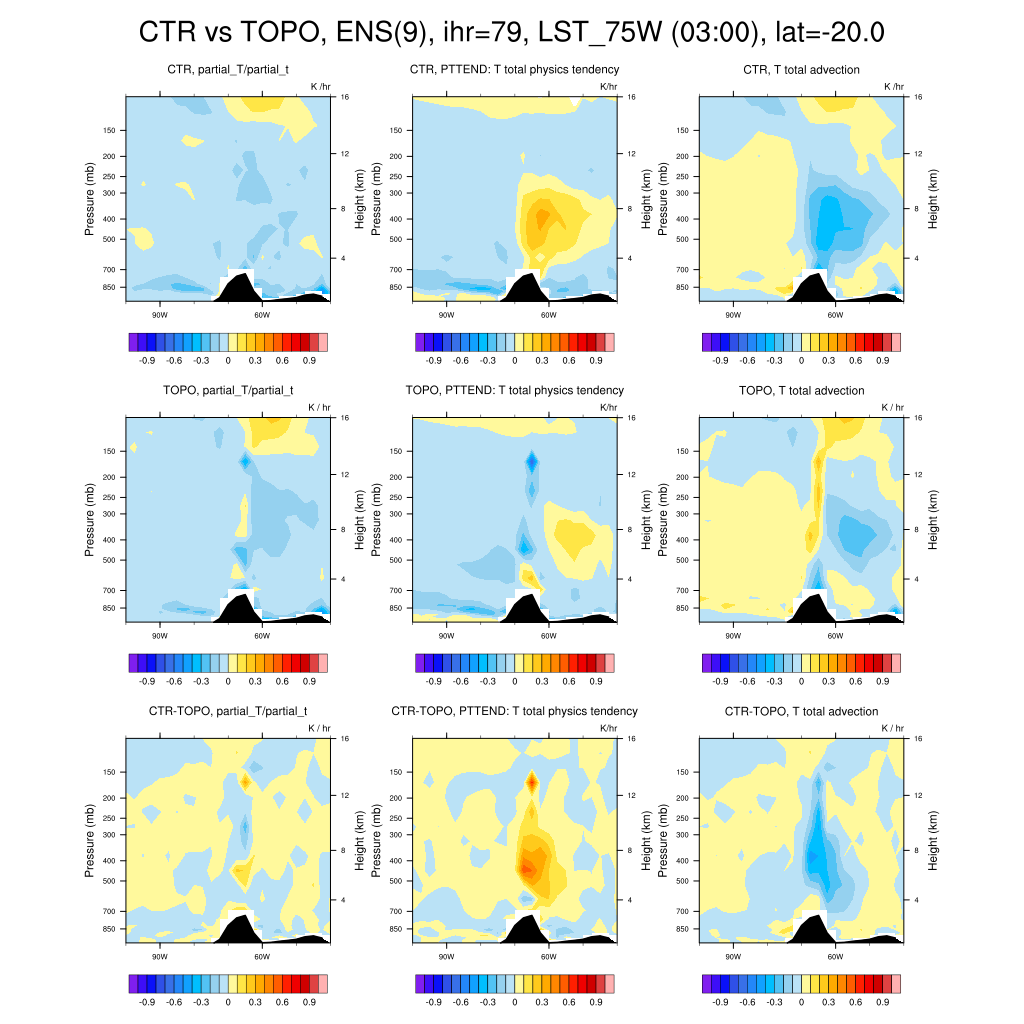 CTR vs TOPO, ENS(9), ihr=79, LST_75W (03:00), lat=-20.0
CTR, partial_T/partial_t
CTR, PTTEND: T total physics tendency
CTR, T total advection
K /hr
K/hr
K / hr
Pressure (mb)
150
200
250
300
400
500
700
850
16
12
8
4
Height (km)
90W
60W
Pressure (mb)
150
200
250
300
400
500
700
850
16
12
8
4
Height (km)
90W
60W
Pressure (mb)
150
200
250
300
400
500
700
850
16
12
8
4
Height (km)
90W
60W
-0.9 -0.6 -0.3 0 0.3 0.6 0.9
-0.9 -0.6 -0.3 0 0.3 0.6 0.9
-0.9 -0.6 -0.3 0 0.3 0.6 0.9
TOPO, partial_T/partial_t
TOPO, PTTEND: T total physics tendency
TOPO, T total advection
K / hr
K/hr
K / hr
Pressure (mb)
150
200
250
300
400
500
700
850
16
12
8
4
Height (km)
90W
60W
Pressure (mb)
150
200
250
300
400
500
700
850
16
12
8
4
Height (km)
90W
60W
Pressure (mb)
150
200
250
300
400
500
700
850
16
12
8
4
Height (km)
90W
60W
-0.9 -0.6 -0.3 0 0.3 0.6 0.9
-0.9 -0.6 -0.3 0 0.3 0.6 0.9
-0.9 -0.6 -0.3 0 0.3 0.6 0.9
CTR-TOPO, partial_T/partial_t
CTR-TOPO, PTTEND: T total physics tendency
CTR-TOPO, T total advection
K / hr
K/hr
K / hr
Pressure (mb)
150
200
250
300
400
500
700
850
16
12
8
4
Height (km)
90W
60W
Pressure (mb)
150
200
250
300
400
500
700
850
16
12
8
4
Height (km)
90W
60W
Pressure (mb)
150
200
250
300
400
500
700
850
16
12
8
4
Height (km)
90W
60W
-0.9 -0.6 -0.3 0 0.3 0.6 0.9
-0.9 -0.6 -0.3 0 0.3 0.6 0.9
-0.9 -0.6 -0.3 0 0.3 0.6 0.9